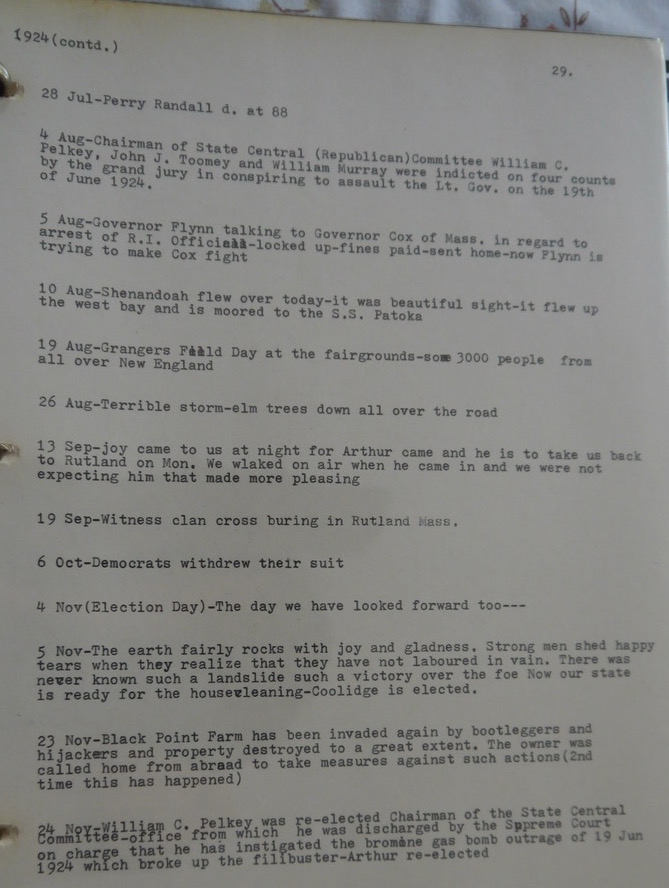 1924(contd.)
29.
28 Jul-Perry Randall d. at 88
4 Aug-Chairman of State Central (Republican)Committee William C.
Pelkey, John J. Toomey and William Murray were indicted on four counts
by the grand jury in conspiring to assault the Lt. Gov. on the 19th
of June 1924.
5 Aug-Governor Flynn talking to Governor Cox of Mass. in regard to
arrest of R.I. Officials-locked up-fines paid-sent home-now Flynn is
trying to make Cox fight
10 Aug-Shenandoah flew over today-it was beautiful sight-it flew up
the west bay and is moored to the S.S. Patoka
19 Aug-Grangers Field Day at the fairgrounds-some 3000 people from
all over New England
26 Aug-Terrible storm-elm trees down all over the road
13 Sep-joy came to us at night for Arthur came and he is to take us back
to Rutland on Mon. We wlaked on air when he came in and we were not
expecting him that made more pleasing
19 Sep-Witness clan cross buring in Rutland Mass.
6 Oct-Democrats withdrew their suit
4 Nov(Election Day)-The day we have looked forward too---
5 Nov-The earth fairly rocks with joy and gladness. Strong men shed happy
tears when they realize that they have not laboured in vain. There was
never known such a landslide such a victory over the foe Now our state
is ready for the housecleaning-Coolidge is elected.
23 Nov-Black Point Farm has been invaded again by bootleggers and
hijackers and property destroyed to a great extent. The owner was
called home from abroad to take measures against such actions(2nd
time this has happened)
24 Nov-William C. Pelkey was re-elected Chairman of the State Central
Committee-office from which he was discharged by the Supreme Court
on charge that he has instigated the bromine gas bomb outrage of 19 Jun
1924 which broke up the filibuster-Arthur re-elected